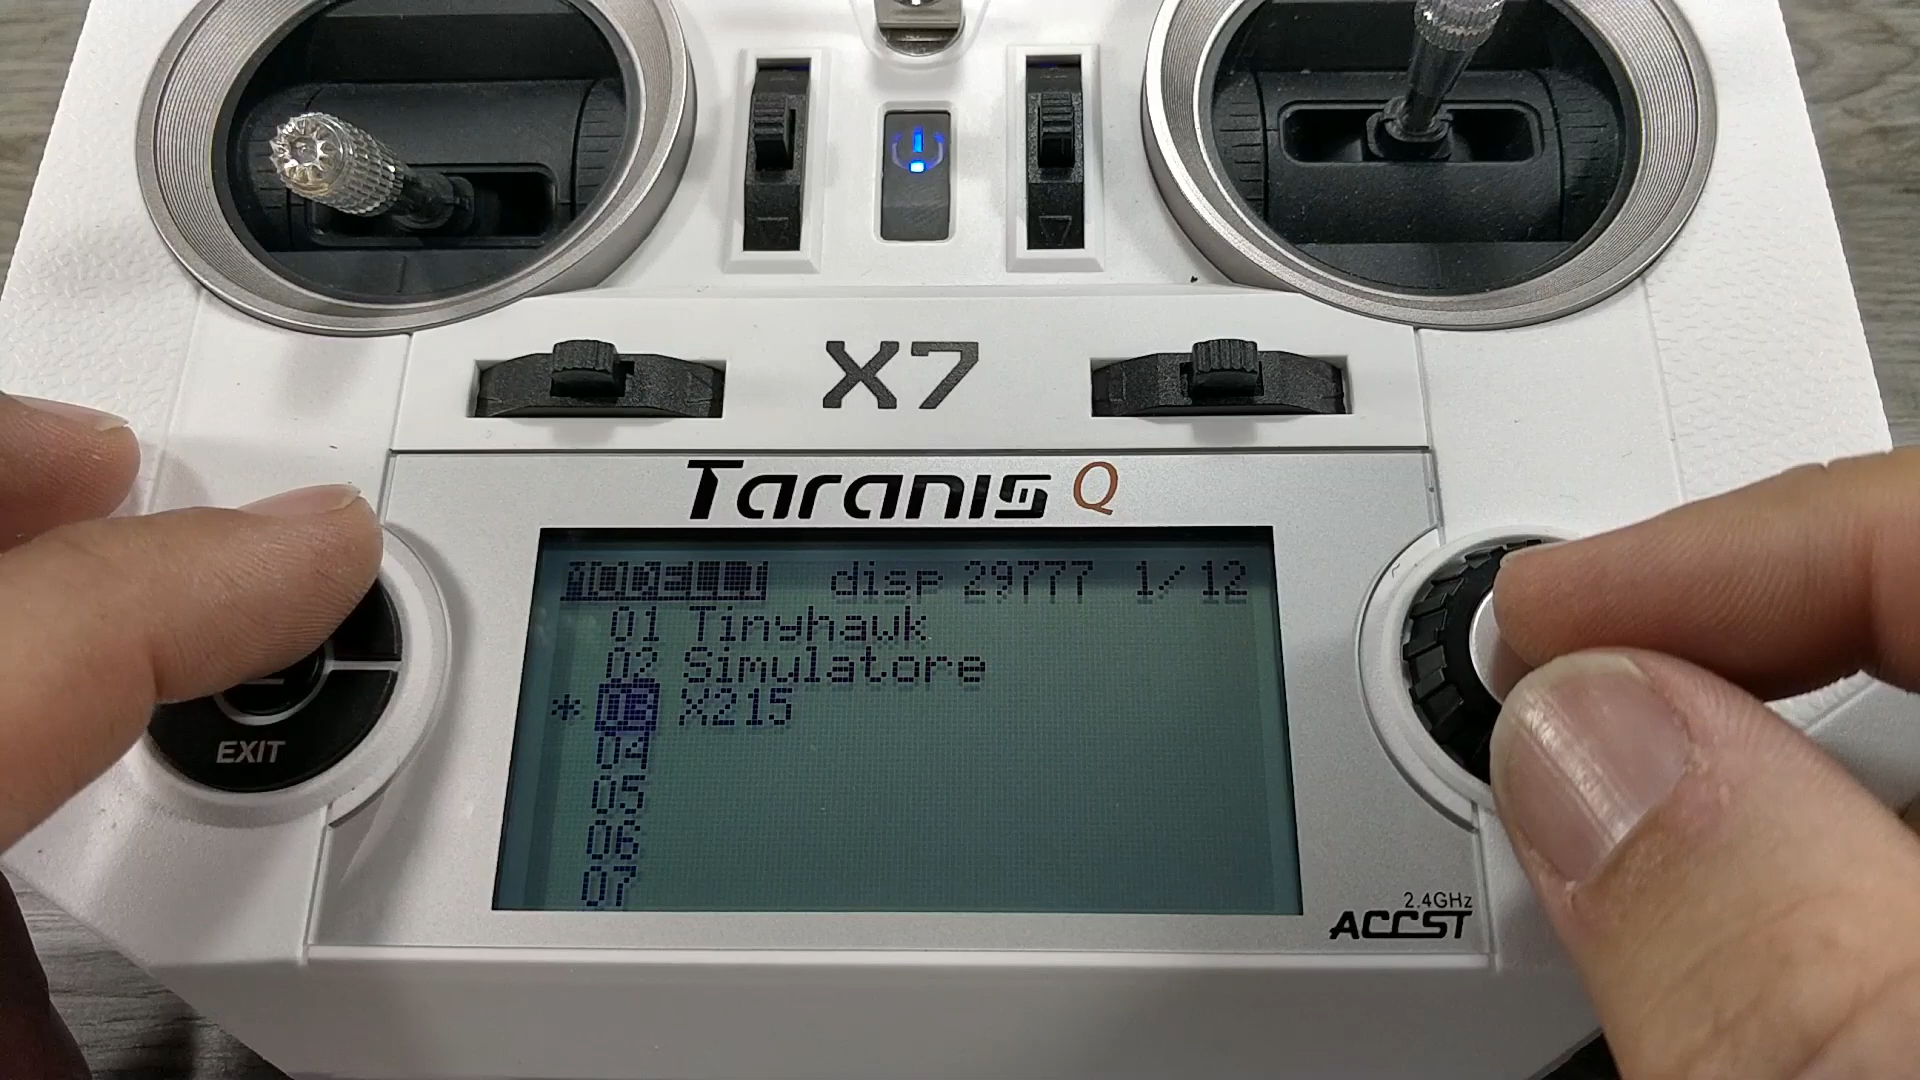 X7
Taranis Q
MODELLI disp 29777 1/12
01 Tinyhawk
02 Simulatore
* 03 X215
04
05
06
07
EXIT
2.4GHz
ACCST